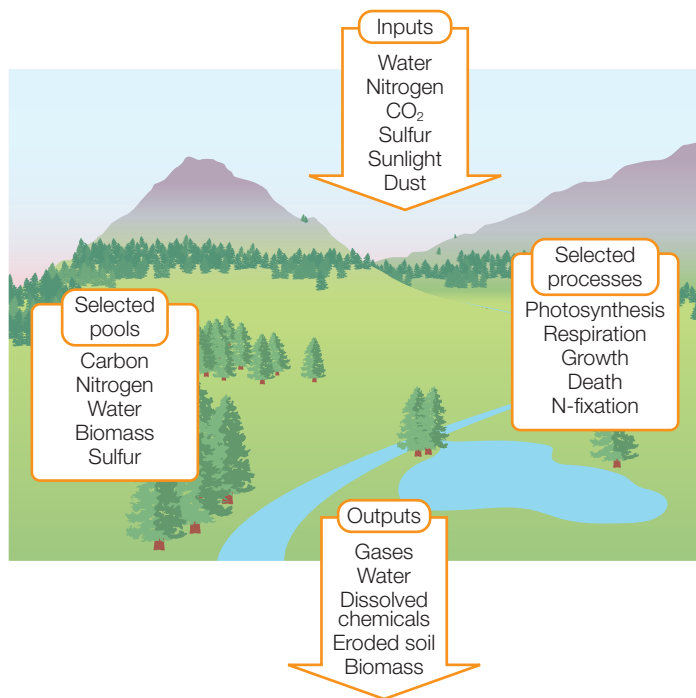 Inputs
Water
Nitrogen
CO₂
Sulfur
Sunlight
Dust
Selected
processes
Photosynthesis
Respiration
Growth
Death
N-fixation
Selected
pools
Carbon
Nitrogen
Water
Biomass
Sulfur
Outputs
Gases
Water
Dissolved
chemicals
Eroded soil
Biomass